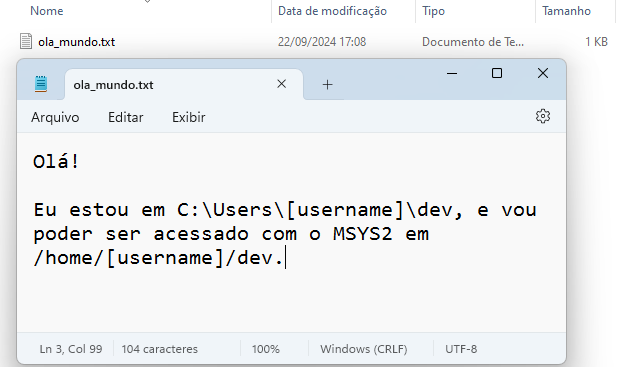 Nome Data de modificação Tipo Tamanho
ola_mundo.txt 22/09/2024 17:08 Documento de Te... 1 KB
ola_mundo.txt
Arquivo Editar Exibir
Olá!
Eu estou em C:\Users\[username]\dev, e vou
poder ser acessado com o MSYS2 em
/home/[username]/dev.
Ln 3, Col 99 104 caracteres 100% Windows (CRLF) UTF-8